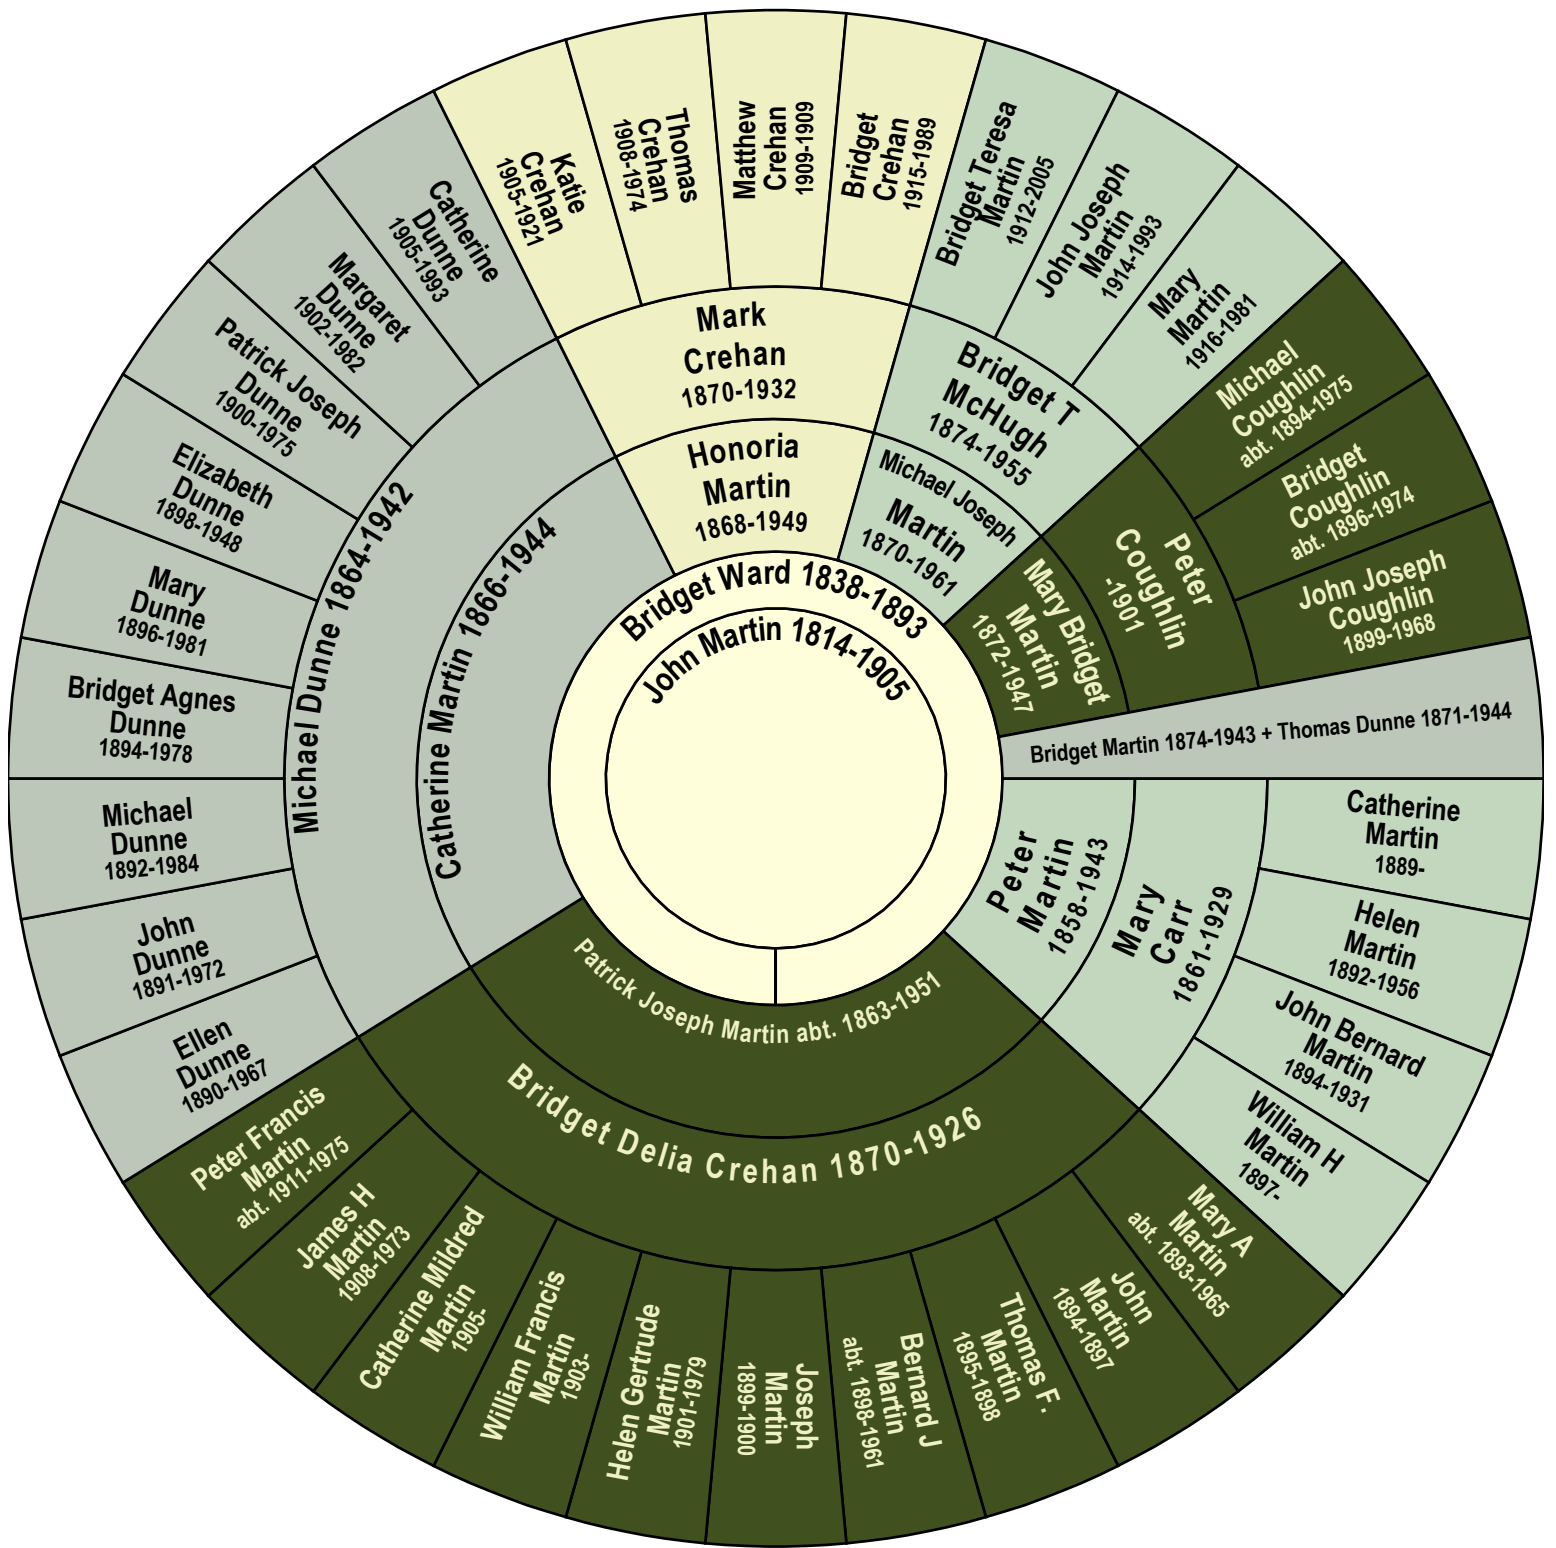 John Martin 1814-1905
Bridget Ward 1838-1893
Peter
Martin
1858-1943
Mary
Carr
1861-1929
Catherine
Martin
1889-
Helen
Martin
1892-1956
John Bernard
Martin
1894-1931
William H
Martin
1897-
Patrick Joseph Martin abt. 1863-1951
Bridget Delia Crehan 1870-1926
Mary A
Martin
abt. 1893-1965
John
Martin
1894-1897
Thomas F.
Martin
1895-1898
Bernard J
Martin
abt. 1898-1961
Joseph
Martin
1899-1900
Helen Gertrude
Martin
1901-1979
William Francis
Martin
1903-
Catherine Mildred
Martin
1905-
James H
Martin
1908-1973
Peter Francis
Martin
abt. 1911-1975
Catherine Martin 1866-1944
Michael Dunne 1864-1942
Ellen
Dunne
1890-1967
John
Dunne
1891-1972
Michael
Dunne
1892-1984
Bridget Agnes
Dunne
1894-1978
Mary
Dunne
1896-1981
Elizabeth
Dunne
1898-1948
Patrick Joseph
Dunne
1900-1975
Margaret
Dunne
1902-1982
Catherine
Dunne
1905-1993
Honoria
Martin
1868-1949
Mark
Crehan
1870-1932
Katie
Crehan
1905-1921
Thomas
Crehan
1908-1974
Matthew
Crehan
1909-1909
Bridget
Crehan
1915-1989
Michael Joseph
Martin
1870-1961
Bridget T
McHugh
1874-1955
Bridget Teresa
Martin
1912-2005
John Joseph
Martin
1914-1993
Mary
Martin
1916-1981
Mary Bridget
Martin
1872-1947
Peter
Coughlin
-1901
Michael
Coughlin
abt. 1894-1975
Bridget
Coughlin
abt. 1896-1974
John Joseph
Coughlin
1899-1968
Bridget Martin 1874-1943 + Thomas Dunne 1871-1944